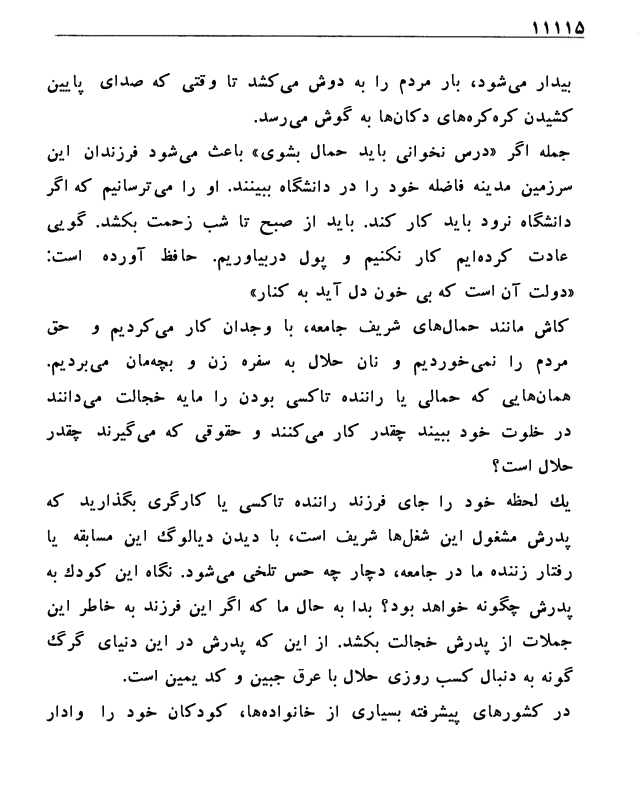 ۱۱۱۱۵
بیدار می‌شود، بار مردم را به دوش می‌کشد تا وقتی که صدای پایین
کشیدن کرکره‌های دکان‌ها به گوش می‌رسد.
جمله اگر «درس نخوانی باید حمال بشوی» باعث می‌شود فرزندان این
سرزمین مدینه فاضله خود را در دانشگاه ببینند. او را می‌ترسانیم که اگر
دانشگاه نرود باید کار کند. باید از صبح تا شب زحمت بکشد. گویی
عادت کرده‌ایم کار نکنیم و پول دربیاوریم. حافظ آورده است:
«دولت آن است که بی خون دل آید به کنار»
کاش مانند حمال‌های شریف جامعه، با وجدان کار می‌کردیم و حق
مردم را نمی‌خوردیم و نان حلال به سفره زن و بچه‌مان می‌بردیم.
همان‌هایی که حمالی یا راننده تاکسی بودن را مایه خجالت می‌دانند
در خلوت خود ببیند چقدر کار می‌کنند و حقوقی که می‌گیرند چقدر
حلال است؟
یك لحظه خود را جای فرزند راننده تاکسی یا کارگری بگذارید که
پدرش مشغول این شغل‌ها شریف است، با دیدن دیالوگ این مسابقه یا
رفتار زننده ما در جامعه، دچار چه حس تلخی می‌شود. نگاه این کودك به
پدرش چگونه خواهد بود؟ بدا به حال ما که اگر این فرزند به خاطر این
جملات از پدرش خجالت بکشد. از این که پدرش در این دنیای گرگ
گونه به دنبال کسب روزی حلال با عرق جبین و کد یمین است.
در کشورهای پیشرفته بسیاری از خانواده‌ها، کودکان خود را وادار